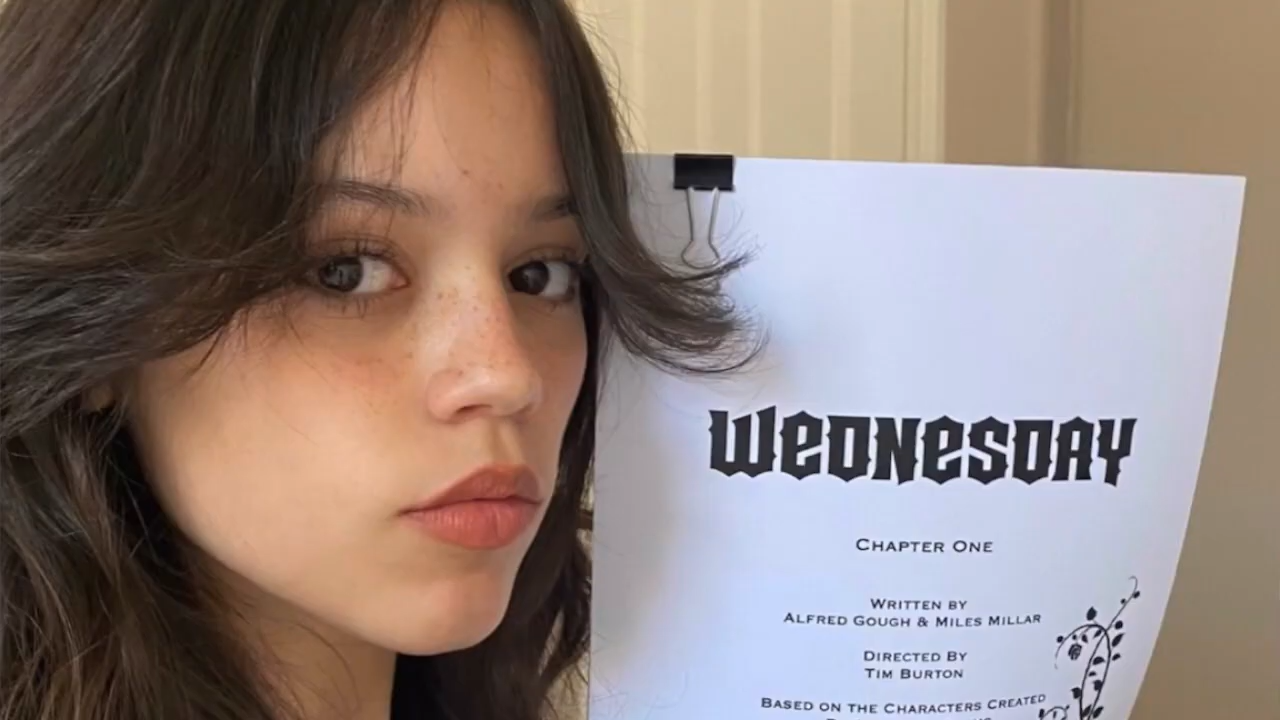 WEDNESDAY
CHAPTER ONE
WRITTEN BY
ALFRED GOUGH & MILES MILLAR
DIRECTED BY
TIM BURTON
BASED ON THE CHARACTERS CREATED